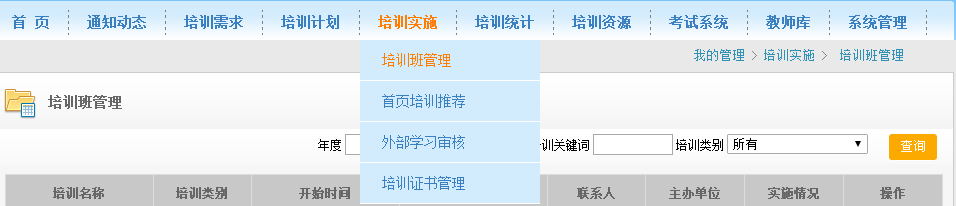 首 页 通知动态 培训需求 培训计划 培训实施 培训统计 培训资源 考试系统 教师库 系统管理
我的管理 > 培训实施 > 培训班管理
培训班管理
首页培训推荐
外部学习审核
培训证书管理
培训班管理
年度 训关键词 培训类别 所有 查询
培训名称 培训类别 开始时间 联系人 主办单位 实施情况 操作